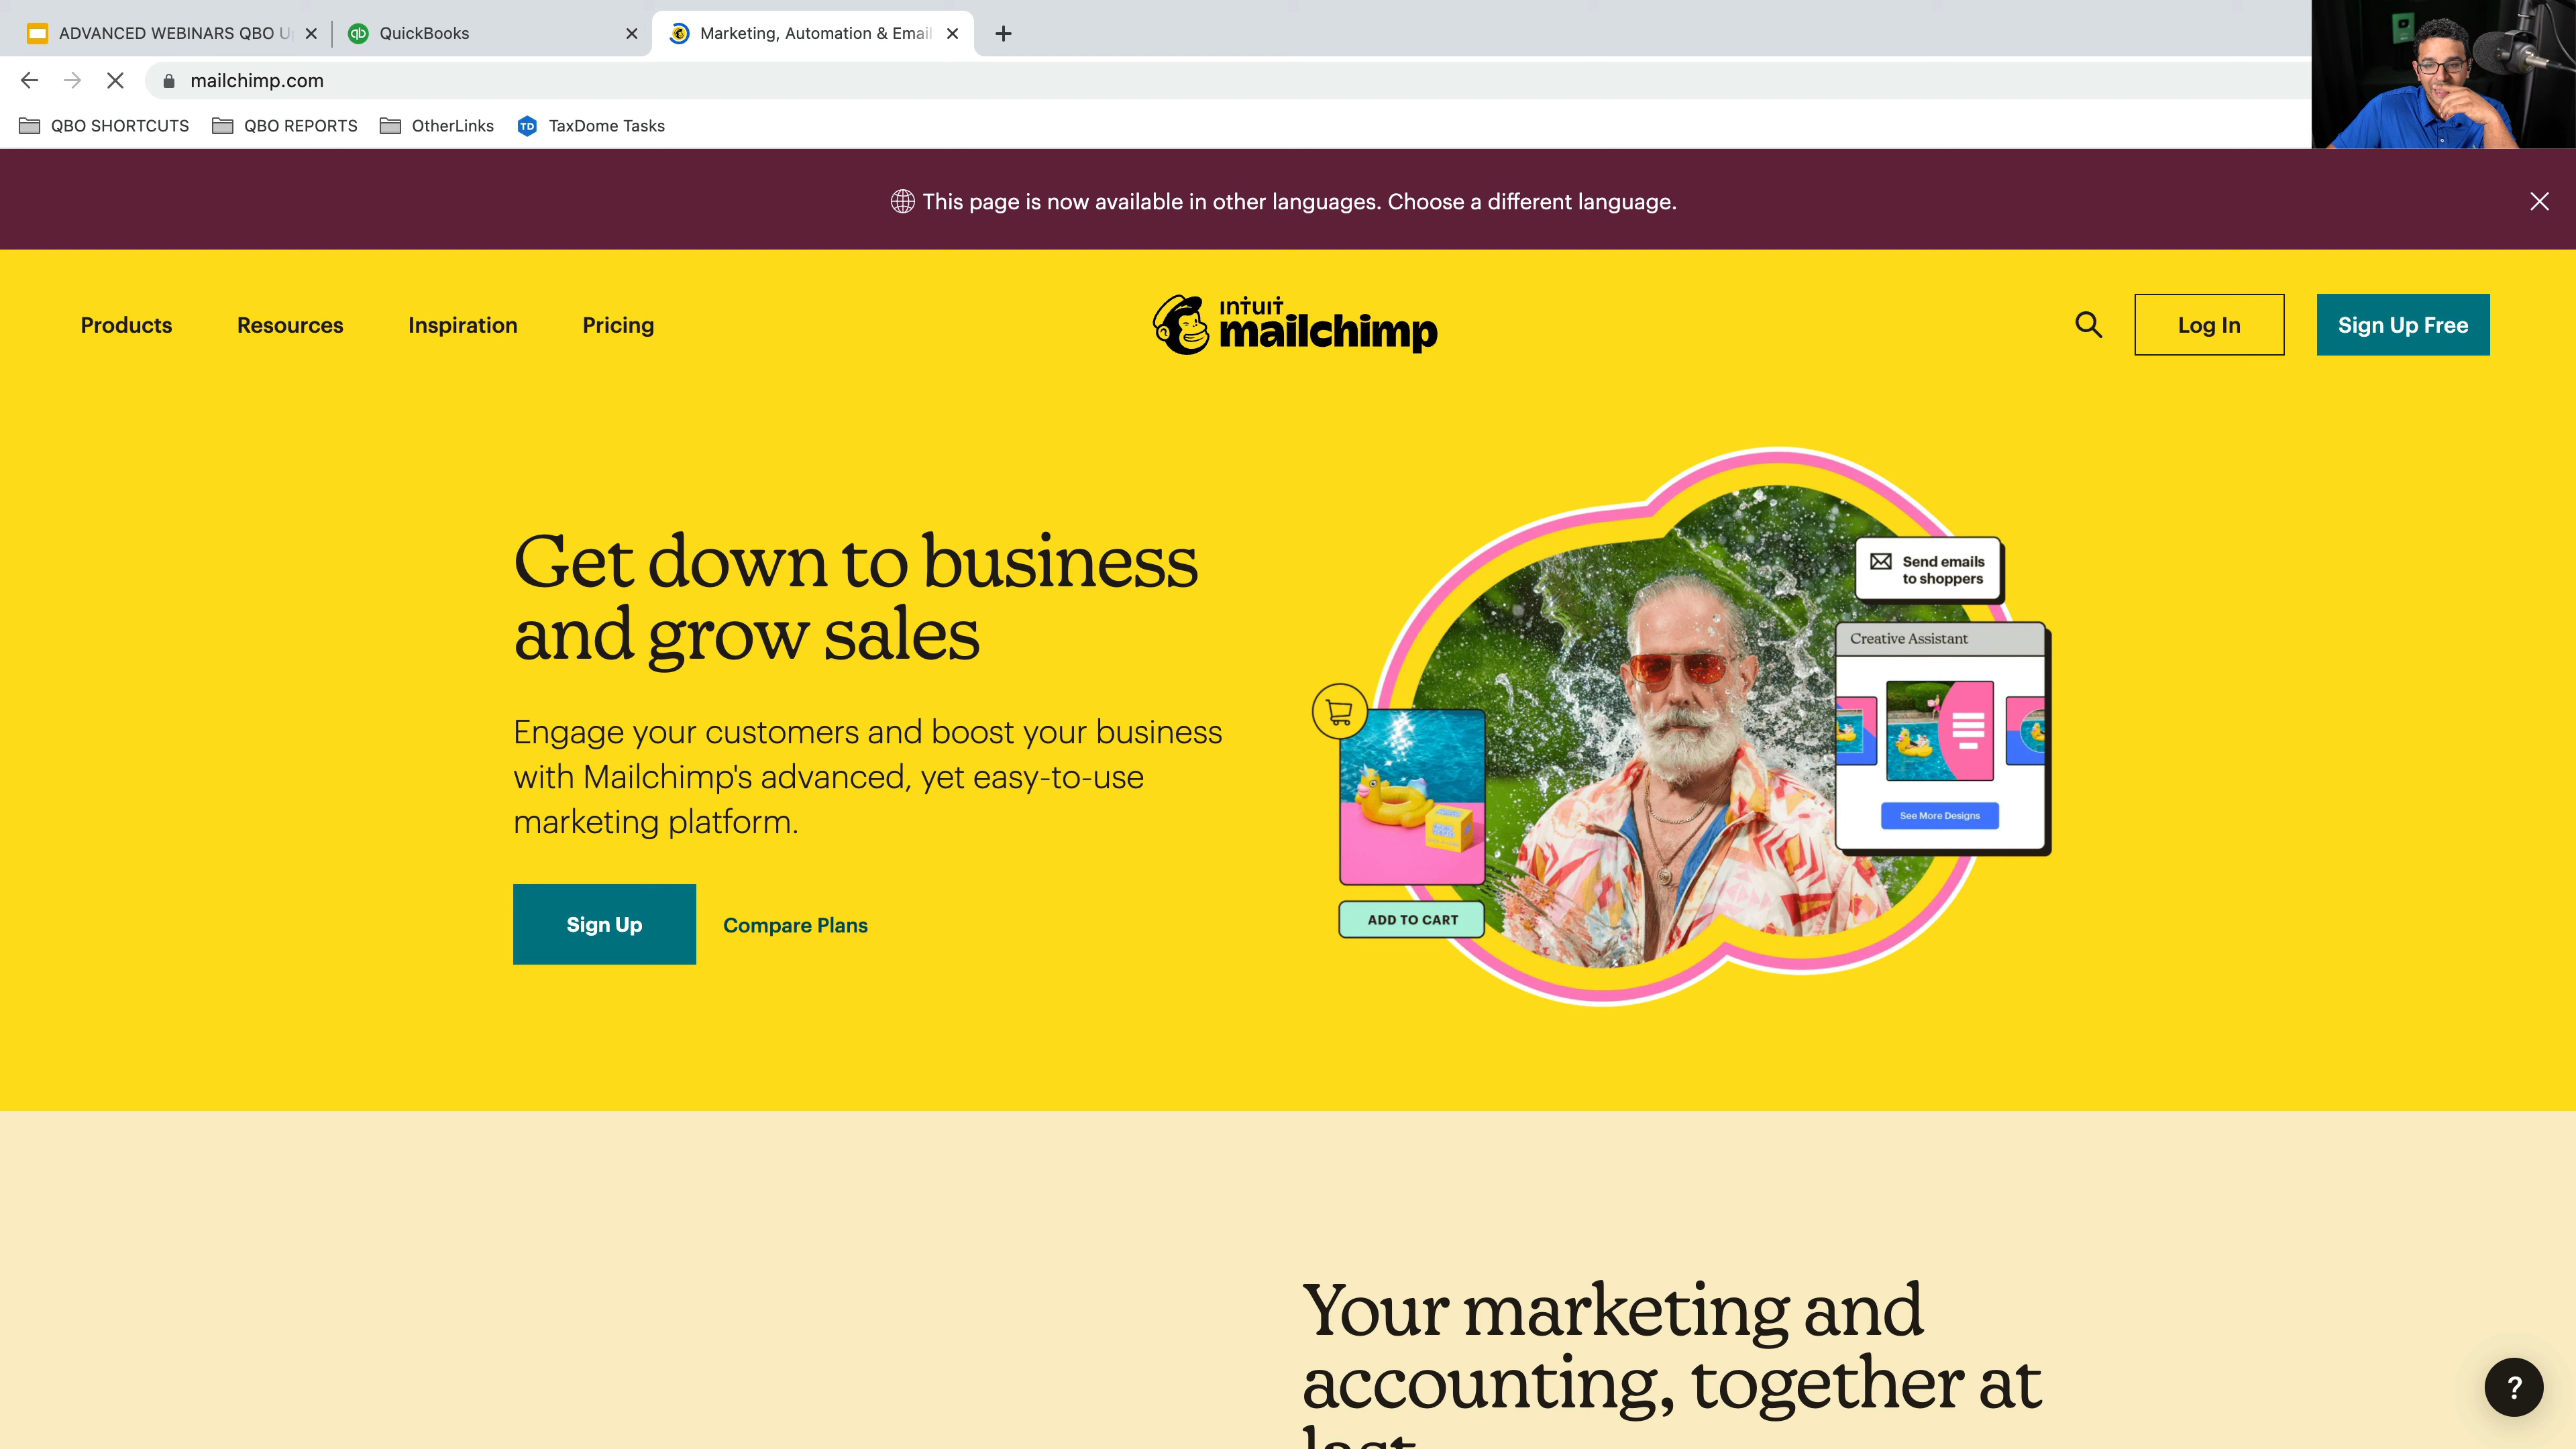 ADVANCED WEBINARS QBO U
QuickBooks
Marketing, Automation & Email
mailchimp.com
QBO SHORTCUTS
QBO REPORTS
OtherLinks
TD
TaxDome Tasks
This page is now available in other languages. Choose a different language.
Products
Resources
Inspiration
Pricing
INTUIT
mailchimp
Log In
Sign Up Free
Get down to business
and grow sales
Engage your customers and boost your business
with Mailchimp's advanced, yet easy-to-use
marketing platform.
Sign Up
Compare Plans
Send emails
to shoppers
Creative Assistant
See More Designs
ADD TO CART
Your marketing and
accounting, together at
last
?